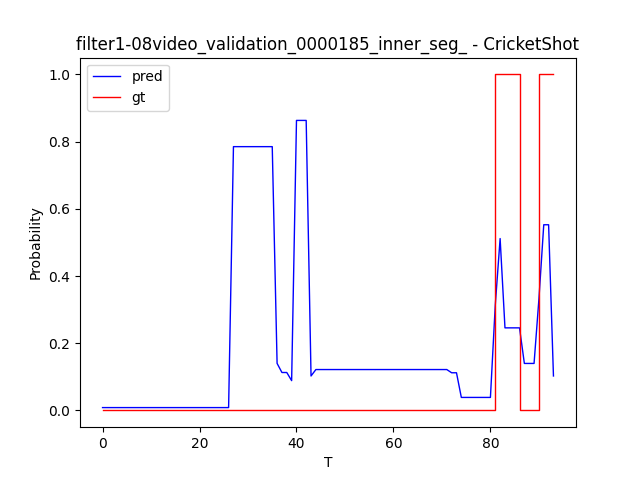 filter1-08video_validation_0000185_inner_seg_ - CricketShot
pred
gt
1.0
0.8
0.6
0.4
0.2
0.0
Probability
0
20
40
60
80
T